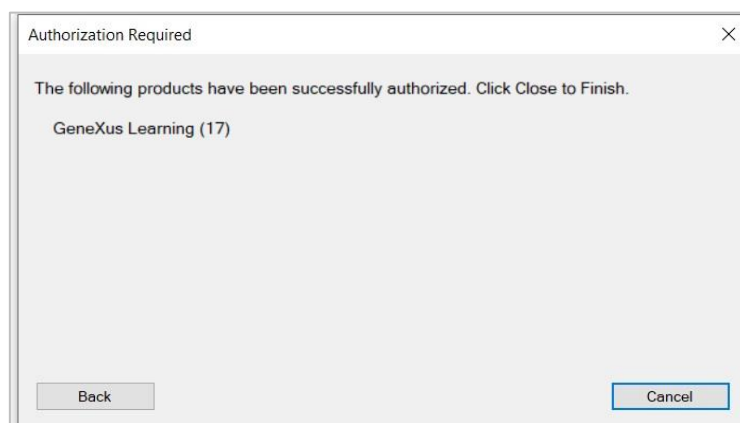 Authorization Required
The following products have been successfully authorized. Click Close to Finish.
GeneXus Learning (17)
Back
Cancel